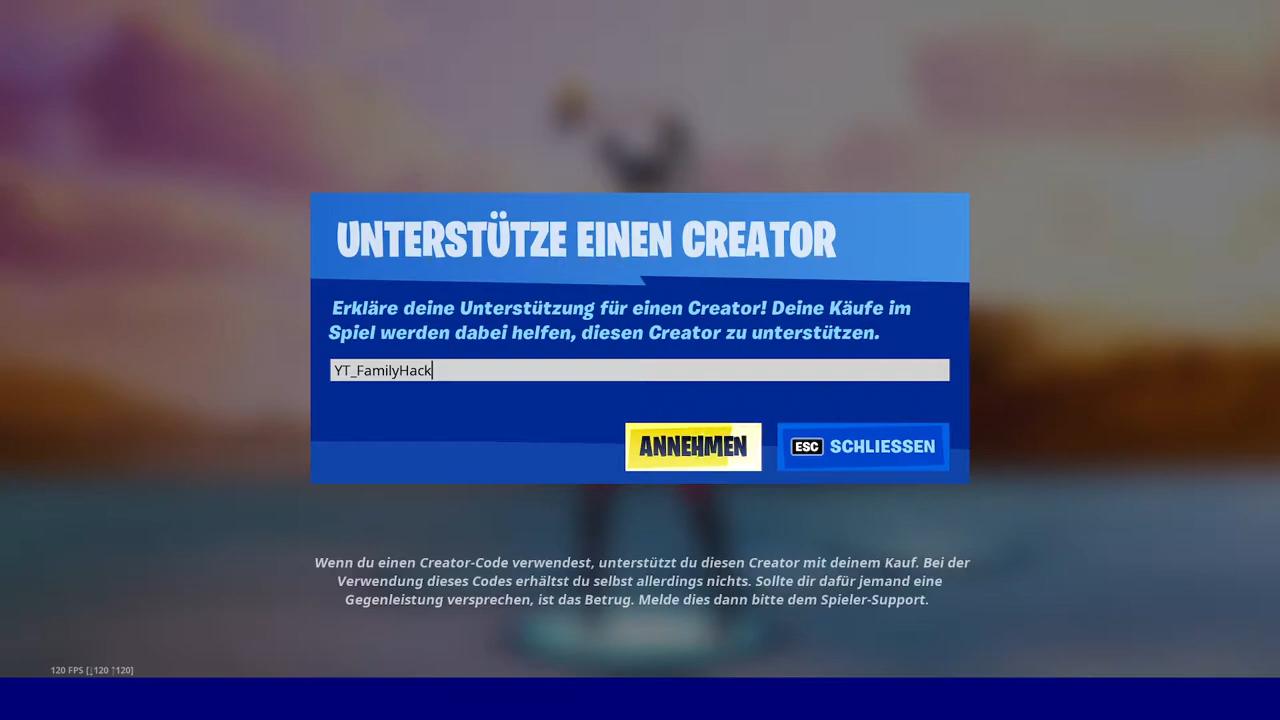 UNTERSTÜTZE EINEN CREATOR
Erkläre deine Unterstützung für einen Creator! Deine Käufe im
Spiel werden dabei helfen, diesen Creator zu unterstützen.
YT_FamilyHack
ANNEHMEN
ESC SCHLIESSEN
Wenn du einen Creator-Code verwendest, unterstützt du diesen Creator mit deinem Kauf. Bei der
Verwendung dieses Codes erhältst du selbst allerdings nichts. Sollte dir dafür jemand eine
Gegenleistung versprechen, ist das Betrug. Melde dies dann bitte dem Spieler-Support.
120 FPS [↓120 ↑120]